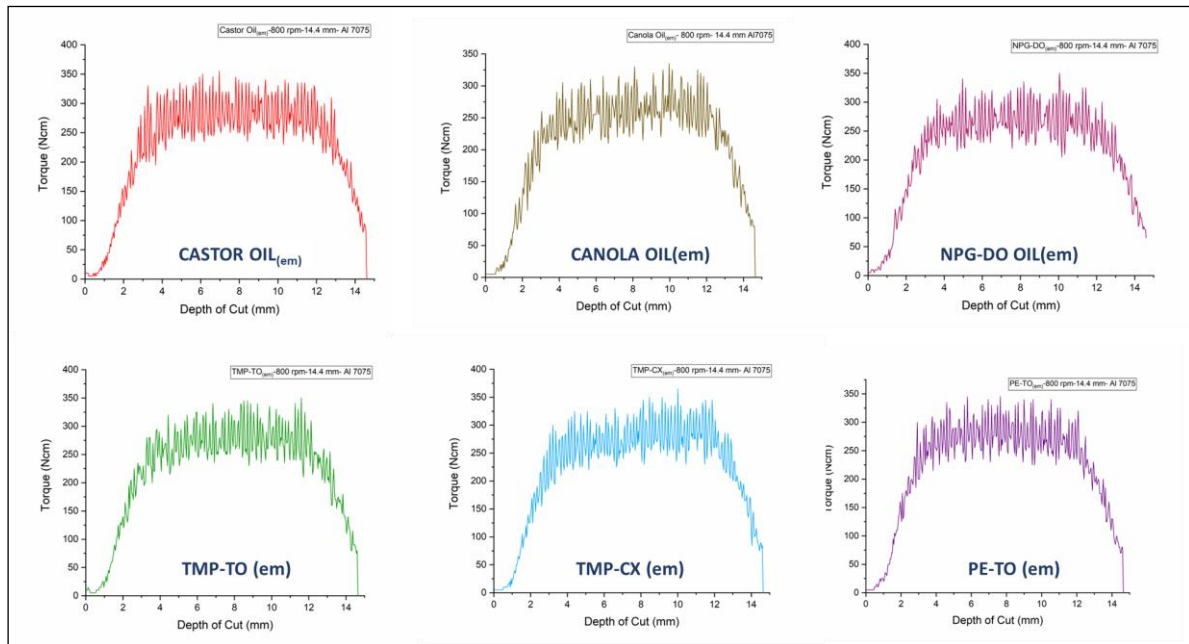 Castor Oil(em)-800 rpm-14.4 mm- Al 7075
400
350
300
250
200
150
100
50
0
Torque (Ncm)
0 2 4 6 8 10 12 14
Depth of Cut (mm)
CASTOR OIL(em)
Canola Oil(em)- 800 rpm- 14.4 mm Al7075
350
300
250
200
150
100
50
0
Torque (Ncm)
0 2 4 6 8 10 12 14
Depth of Cut (mm)
CANOLA OIL(em)
NPG-DO(em)-800 rpm-14.4 mm- Al 7075
400
350
300
250
200
150
100
50
0
Torque (Ncm)
0 2 4 6 8 10 12 14
Depth of Cut (mm)
NPG-DO OIL(em)
TMP-TO(em)-800 rpm-14.4 mm- Al 7075
400
350
300
250
200
150
100
50
0
Torque (Ncm)
0 2 4 6 8 10 12 14
Depth of Cut (mm)
TMP-TO (em)
TMP-CX(em)-800 rpm-14.4 mm- Al 7075
400
350
300
250
200
150
100
50
0
Torque (Ncm)
0 2 4 6 8 10 12 14
Depth of Cut (mm)
TMP-CX (em)
PE-TO(em)-800 rpm-14.4 mm- Al 7075
350
300
250
200
150
100
50
0
Torque (Ncm)
0 2 4 6 8 10 12 14
Depth of Cut (mm)
PE-TO (em)